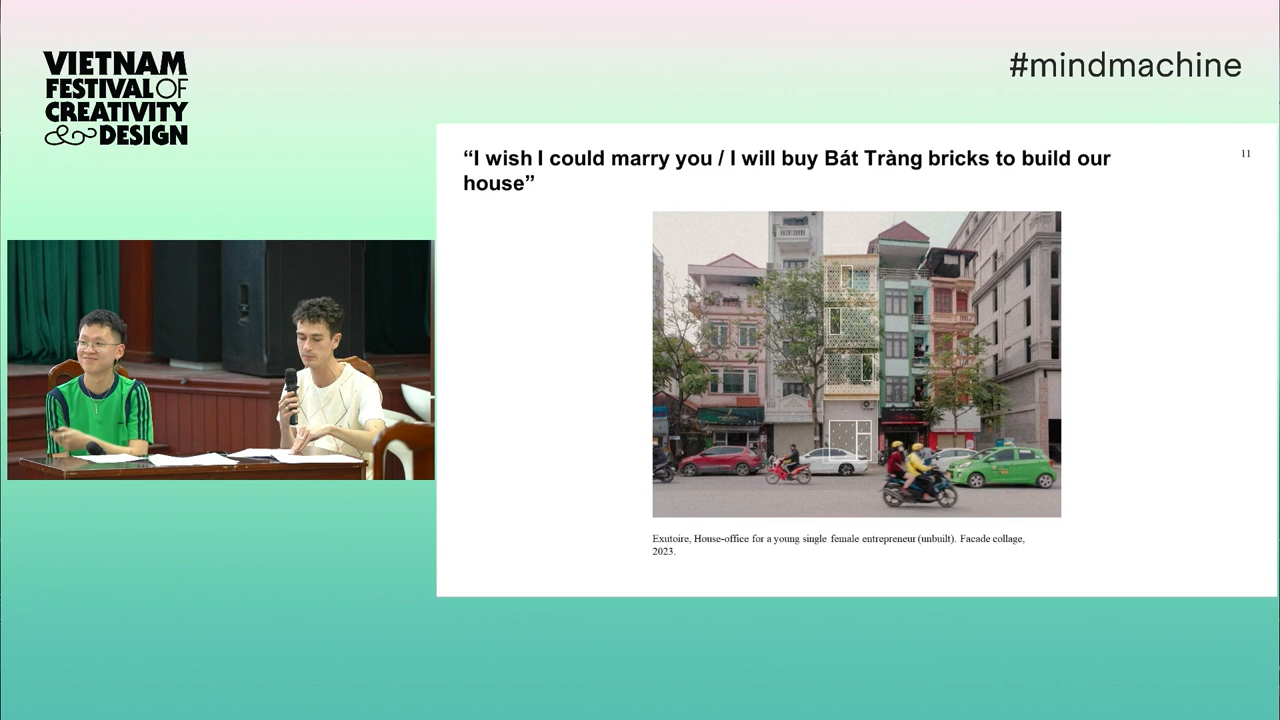 VIETNAM
FESTIVAL OF
CREATIVITY
& DESIGN
#mindmachine
“I wish I could marry you / I will buy Bát Tràng bricks to build our
house”
11
Exutoire, House-office for a young single female entrepreneur (unbuilt). Facade collage,
2023.